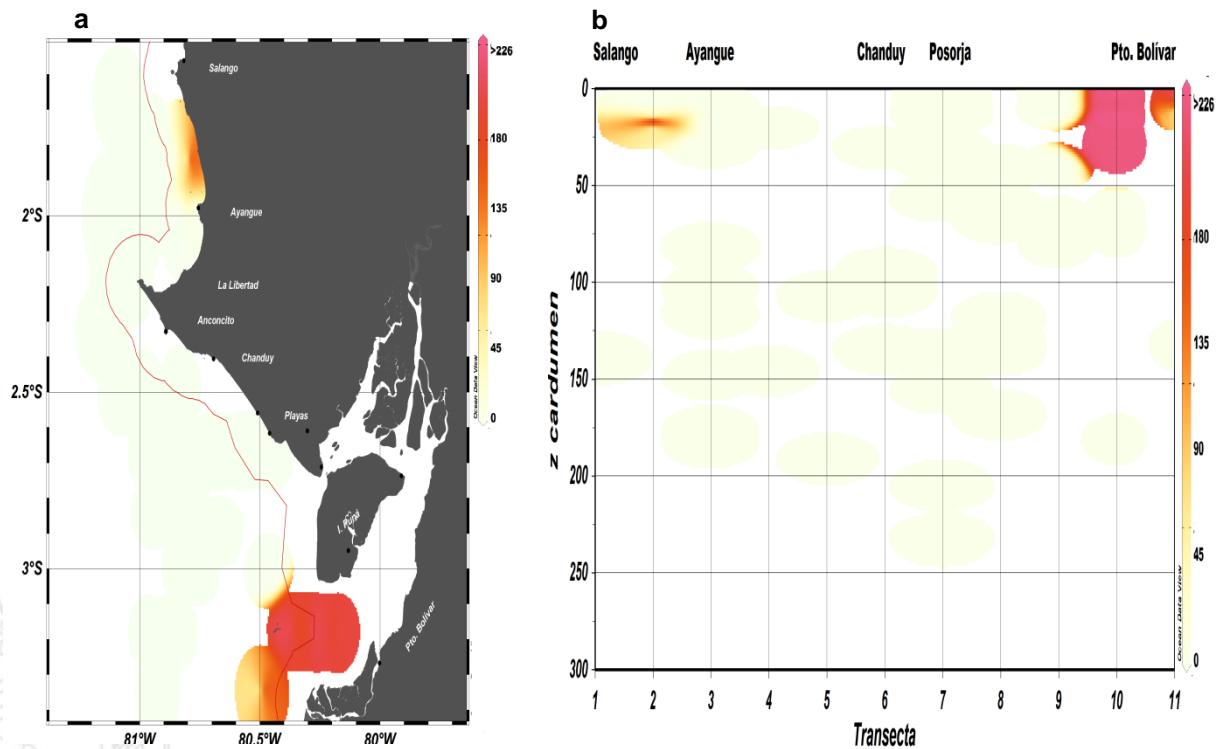 a
>226
180
135
90
45
0
Ocean Data View
Salango
Ayangue
La Libertad
Anconcito
Chanduy
Playas
I. Puná
Pto. Bolívar
2°S
2.5°S
3°S
81°W
80.5°W
80°W
b
Salango Ayangue Chanduy Posorja Pto. Bolívar
0
50
100
150
200
250
300
z cardumen
1 2 3 4 5 6 7 8 9 10 11
Transecta
>226
180
135
90
45
0
Ocean Data View